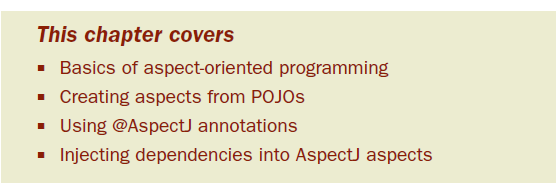 This chapter covers
▪ Basics of aspect-oriented programming
▪ Creating aspects from POJOs
▪ Using @AspectJ annotations
▪ Injecting dependencies into AspectJ aspects